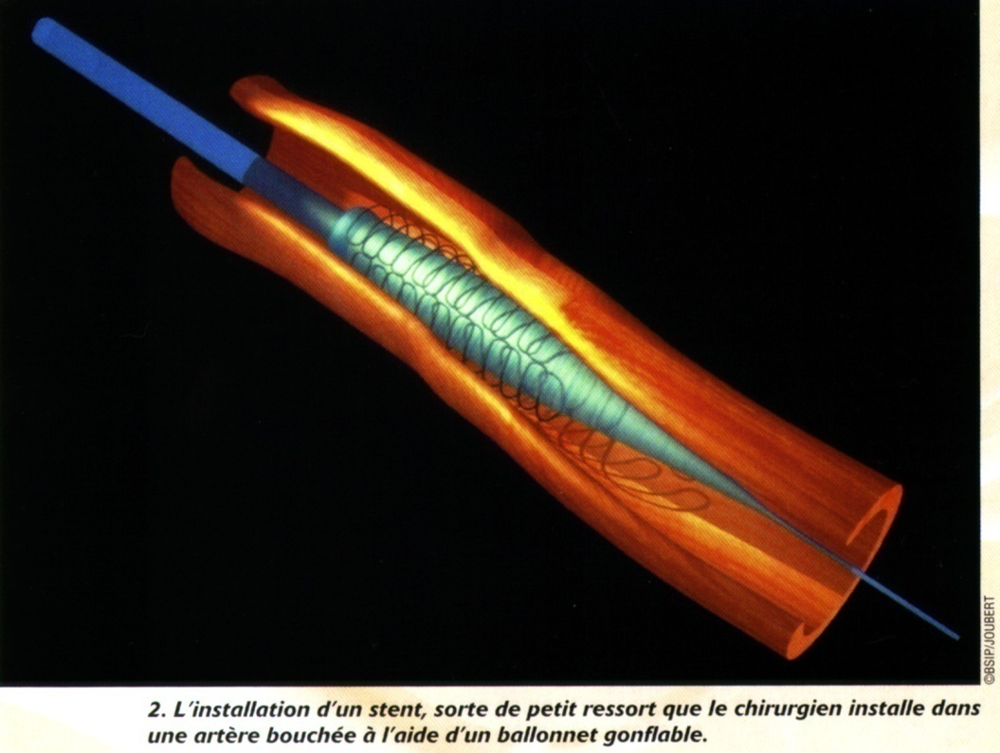 ©BSIP/JOUBERT
2. L'installation d'un stent, sorte de petit ressort que le chirurgien installe dans
une artère bouchée à l'aide d'un ballonnet gonflable.